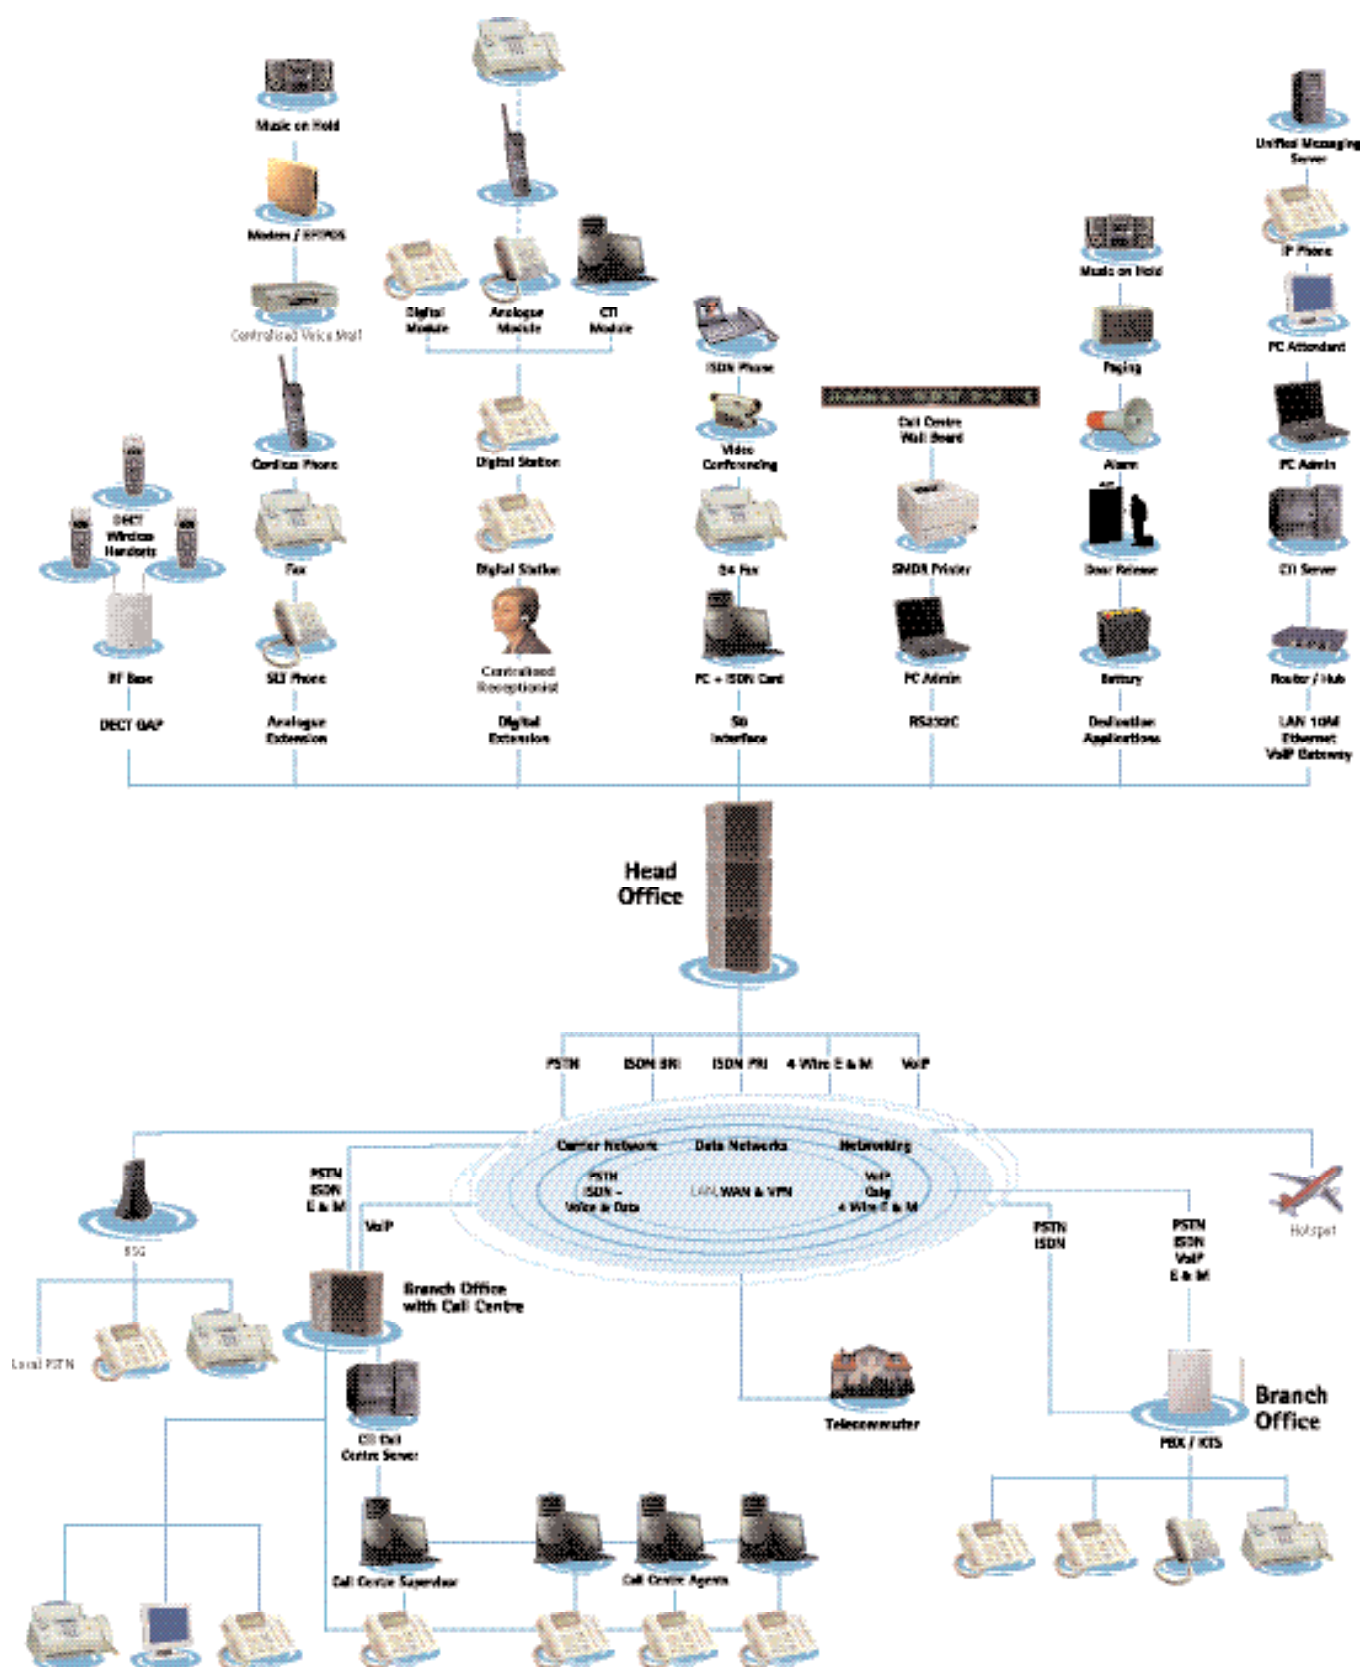 Music on Hold
Modem / EFTPOS
Centralised Voice Mail
Cordless Phone
Fax
SLT Phone
Analogue
Extension
DECT
Wireless
Handsets
RF Base
DECT GAP
Digital
Module
Analogue
Module
CTI
Module
Digital Station
Digital Station
Centralised
Receptionist
Digital
Extension
ISDN Phone
Video
Conferencing
G4 Fax
PC + ISDN Card
S0
Interface
Call Centre
Wall Board
SMDR Printer
PC Admin
RS232C
Music on Hold
Paging
Alarm
Door Release
Battery
Dedication
Applications
Unified Messaging
Server
IP Phone
PC Attendant
PC Admin
CTI Server
Router / Hub
LAN 10M
Ethernet
VoIP Gateway
Head
Office
PSTN
ISDN BRI
ISDN PRI
4 Wire E & M
VoIP
Carrier Network
Data Networks
Networking
PSTN
ISDN -
Voice & Data
LAN, WAN & VPN
VoIP
Qsig
4 Wire E & M
PSTN
ISDN
E & M
VoIP
PSTN
ISDN
PSTN
ISDN
VoIP
E & M
Hotspot
Local PSTN
Branch Office
with Call Centre
CTI Call
Centre Server
Telecommuter
Branch
Office
PBX / KTS
Call Centre Supervisor
Call Centre Agents